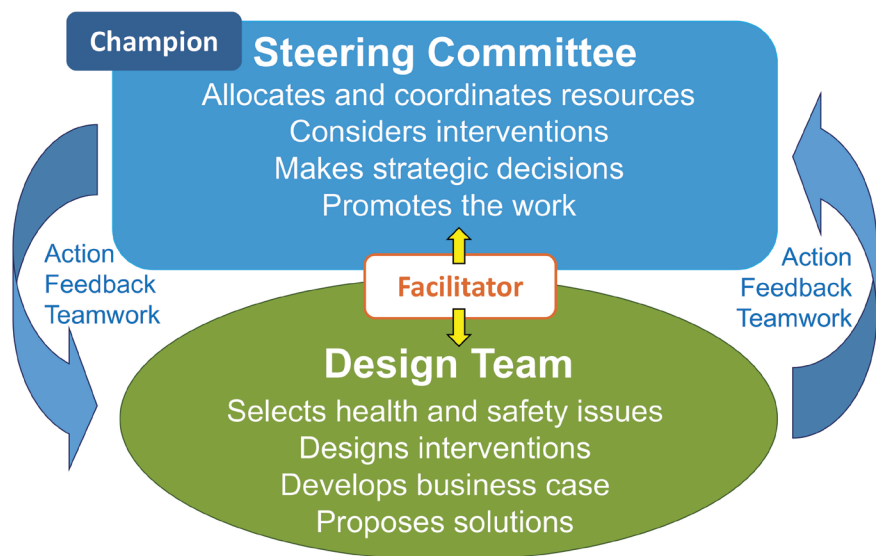 Champion
Steering Committee
Allocates and coordinates resources
Considers interventions
Makes strategic decisions
Promotes the work
Action
Feedback
Teamwork
Facilitator
Action
Feedback
Teamwork
Design Team
Selects health and safety issues
Designs interventions
Develops business case
Proposes solutions